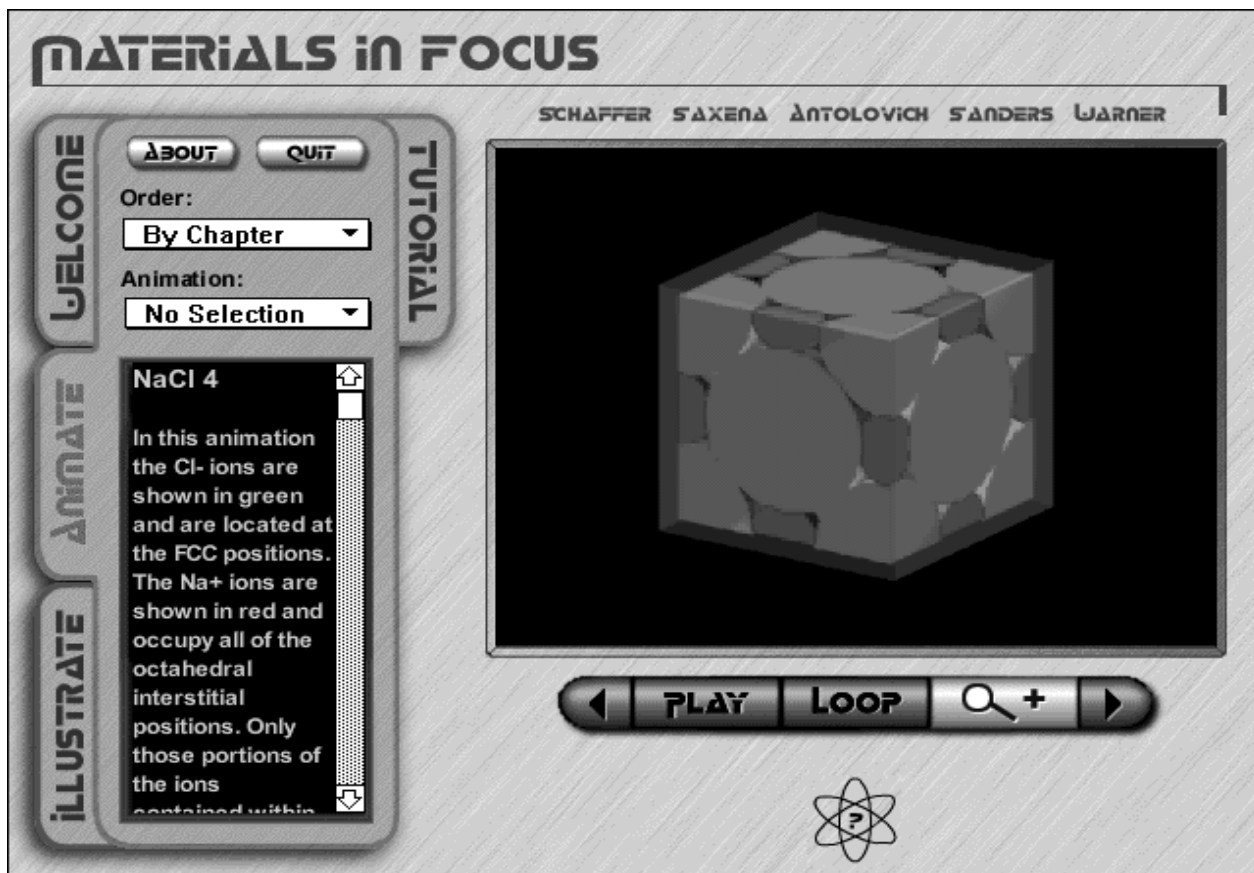 MATERIALS IN FOCUS
SCHAFFER SAXENA ANTOLOVICH SANDERS WARNER
WELCOME
ANIMATE
ILLUSTRATE
TUTORIAL
ABOUT QUIT
Order:
By Chapter
Animation:
No Selection
NaCl 4
In this animation
the Cl- ions are
shown in green
and are located at
the FCC positions.
The Na+ ions are
shown in red and
occupy all of the
octahedral
interstitial
positions. Only
those portions of
the ions
contained within
PLAY LOOP +
?